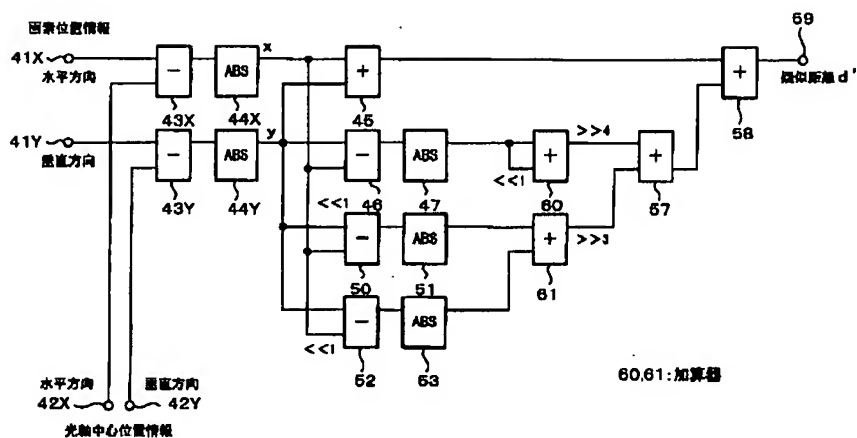 画素位置情報
41X
水平方向
−
43X
ABS
44X
x
+
45
+
58
59
疑似距離d'
41Y
垂直方向
−
43Y
ABS
44Y
y
−
46
ABS
47
<<1
+
60
>>4
+
57
<<1
−
50
ABS
51
+
61
>>3
<<1
−
52
ABS
53
水平方向
42X
垂直方向
42Y
光軸中心位置情報
60,61:加算器